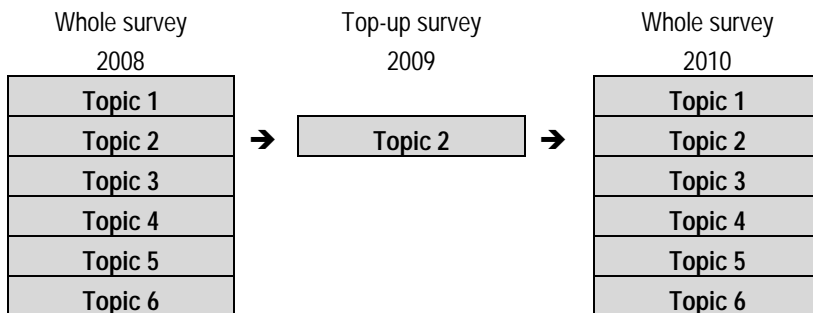 Whole survey Top-up survey Whole survey
2008 2009 2010
Topic 1 Topic 1
Topic 2 ➔ Topic 2 ➔ Topic 2
Topic 3 Topic 3
Topic 4 Topic 4
Topic 5 Topic 5
Topic 6 Topic 6